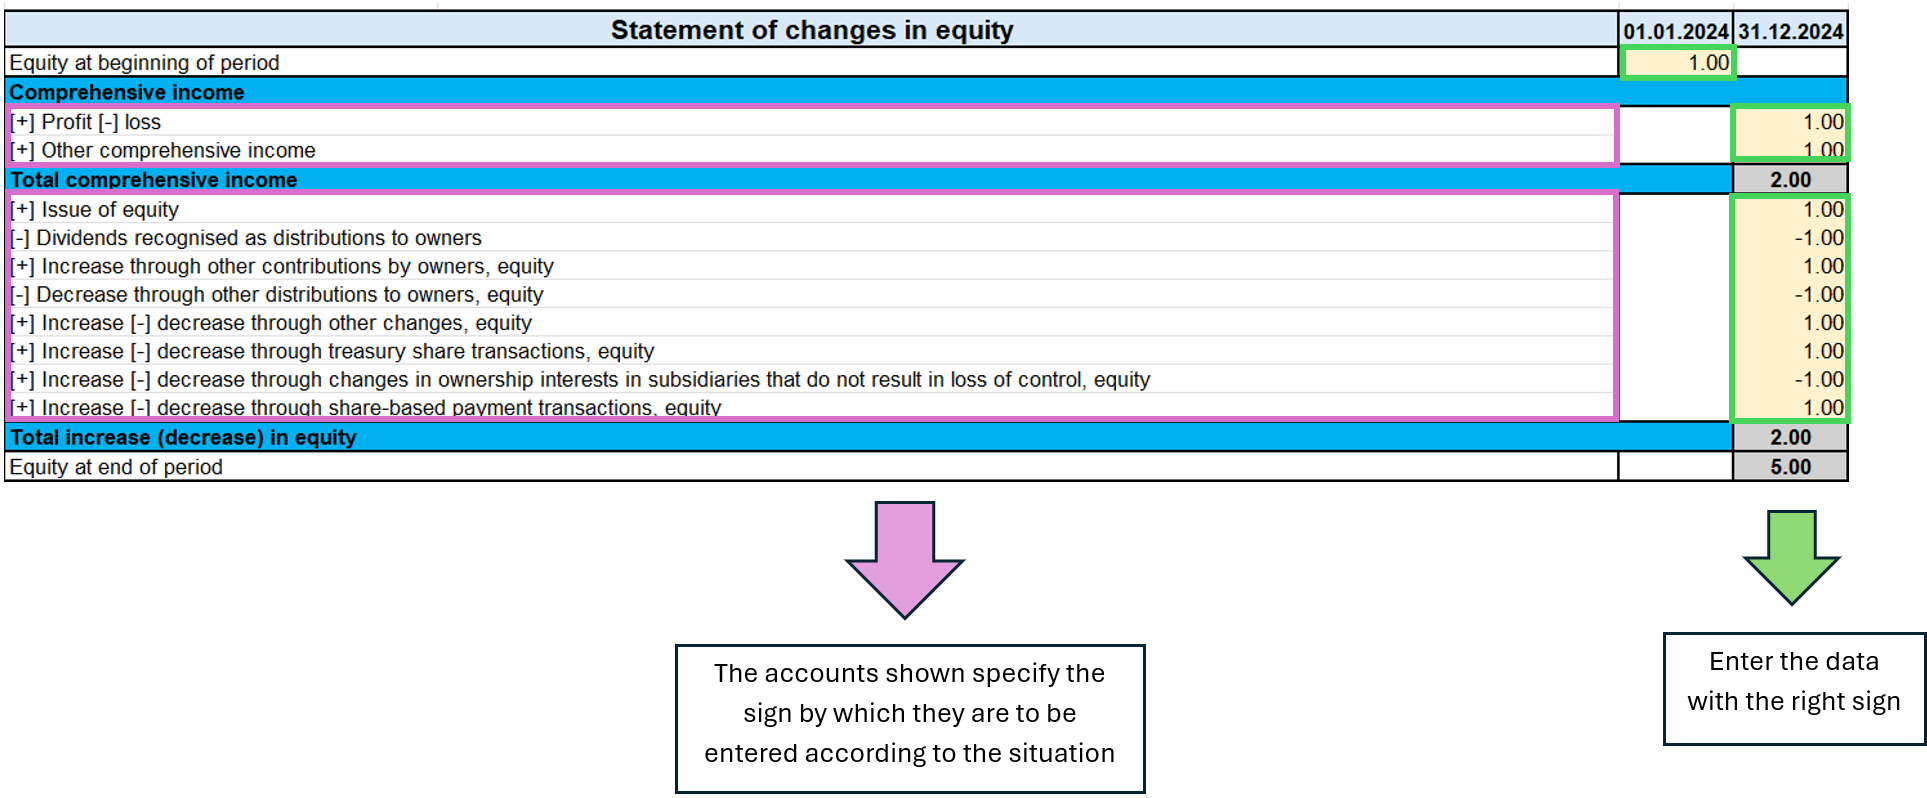 Statement of changes in equity 01.01.2024 31.12.2024
Equity at beginning of period 1.00
Comprehensive income
[+] Profit [-] loss 1.00
[+] Other comprehensive income 1.00
Total comprehensive income 2.00
[+] Issue of equity 1.00
[-] Dividends recognised as distributions to owners -1.00
[+] Increase through other contributions by owners, equity 1.00
[-] Decrease through other distributions to owners, equity -1.00
[+] Increase [-] decrease through other changes, equity 1.00
[+] Increase [-] decrease through treasury share transactions, equity 1.00
[+] Increase [-] decrease through changes in ownership interests in subsidiaries that do not result in loss of control, equity -1.00
[+] Increase [-] decrease through share-based payment transactions, equity 1.00
Total increase (decrease) in equity 2.00
Equity at end of period 5.00
The accounts shown specify the
sign by which they are to be
entered according to the situation
Enter the data
with the right sign